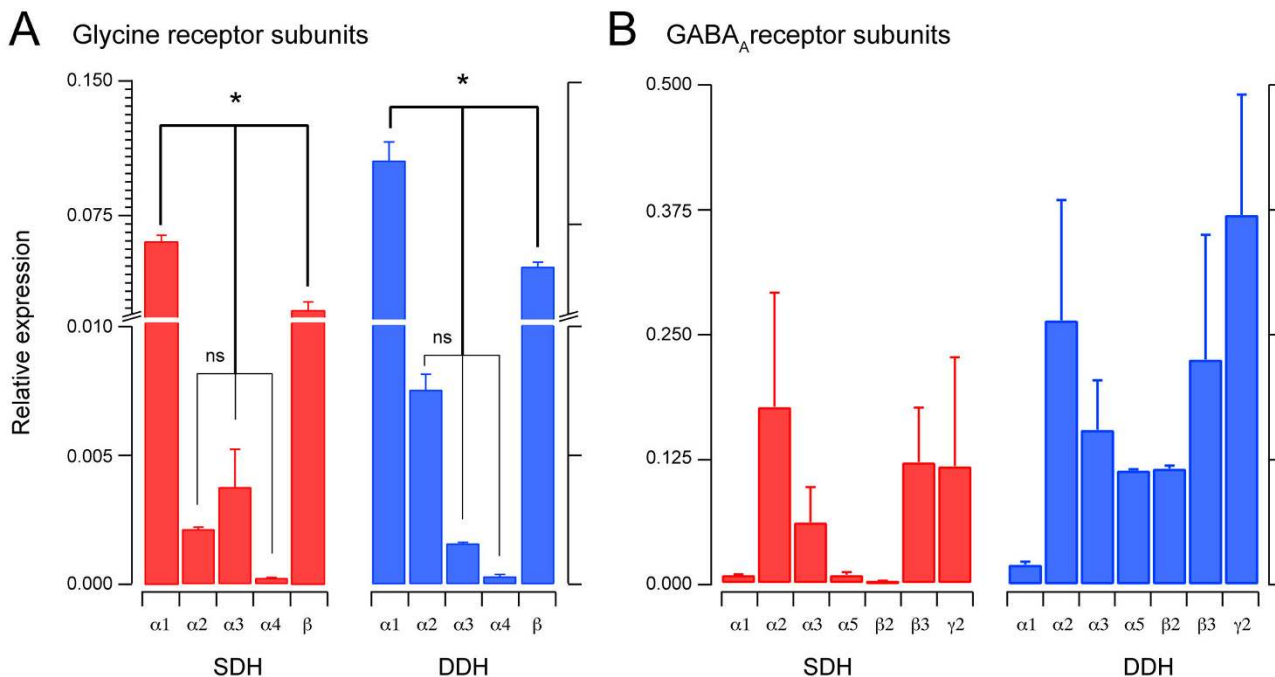 A Glycine receptor subunits
Relative expression
0.150
0.075
0.010
0.005
0.000
*
*
ns
ns
α1 α2 α3 α4 β
α1 α2 α3 α4 β
SDH
DDH
B GABAA receptor subunits
0.500
0.375
0.250
0.125
0.000
α1 α2 α3 α5 β2 β3 γ2
α1 α2 α3 α5 β2 β3 γ2
SDH
DDH